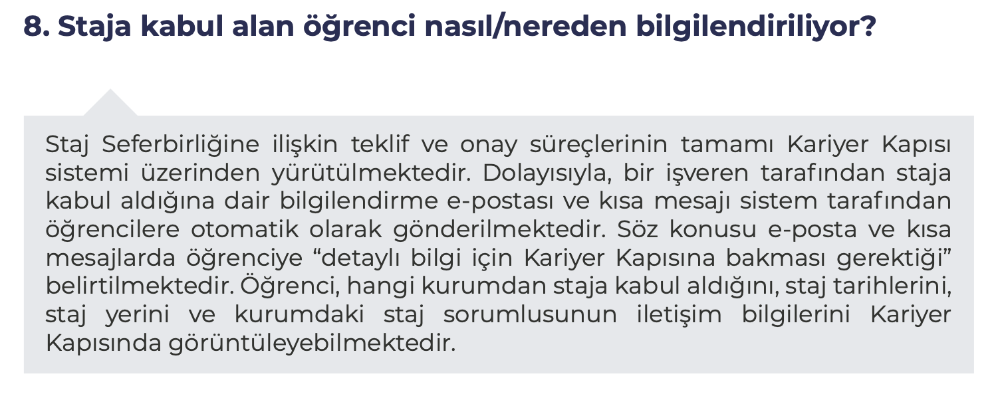 8. Staja kabul alan öğrenci nasıl/nereden bilgilendiriliyor?
Staj Seferbirliğine ilişkin teklif ve onay süreçlerinin tamamı Kariyer Kapısı
sistemi üzerinden yürütülmektedir. Dolayısıyla, bir işveren tarafından staja
kabul aldığına dair bilgilendirme e-postası ve kısa mesajı sistem tarafından
öğrencilere otomatik olarak gönderilmektedir. Söz konusu e-posta ve kısa
mesajlarda öğrenciye “detaylı bilgi için Kariyer Kapısına bakması gerektiği”
belirtilmektedir. Öğrenci, hangi kurumdan staja kabul aldığını, staj tarihlerini,
staj yerini ve kurumdaki staj sorumlusunun iletişim bilgilerini Kariyer
Kapısında görüntüleyebilmektedir.